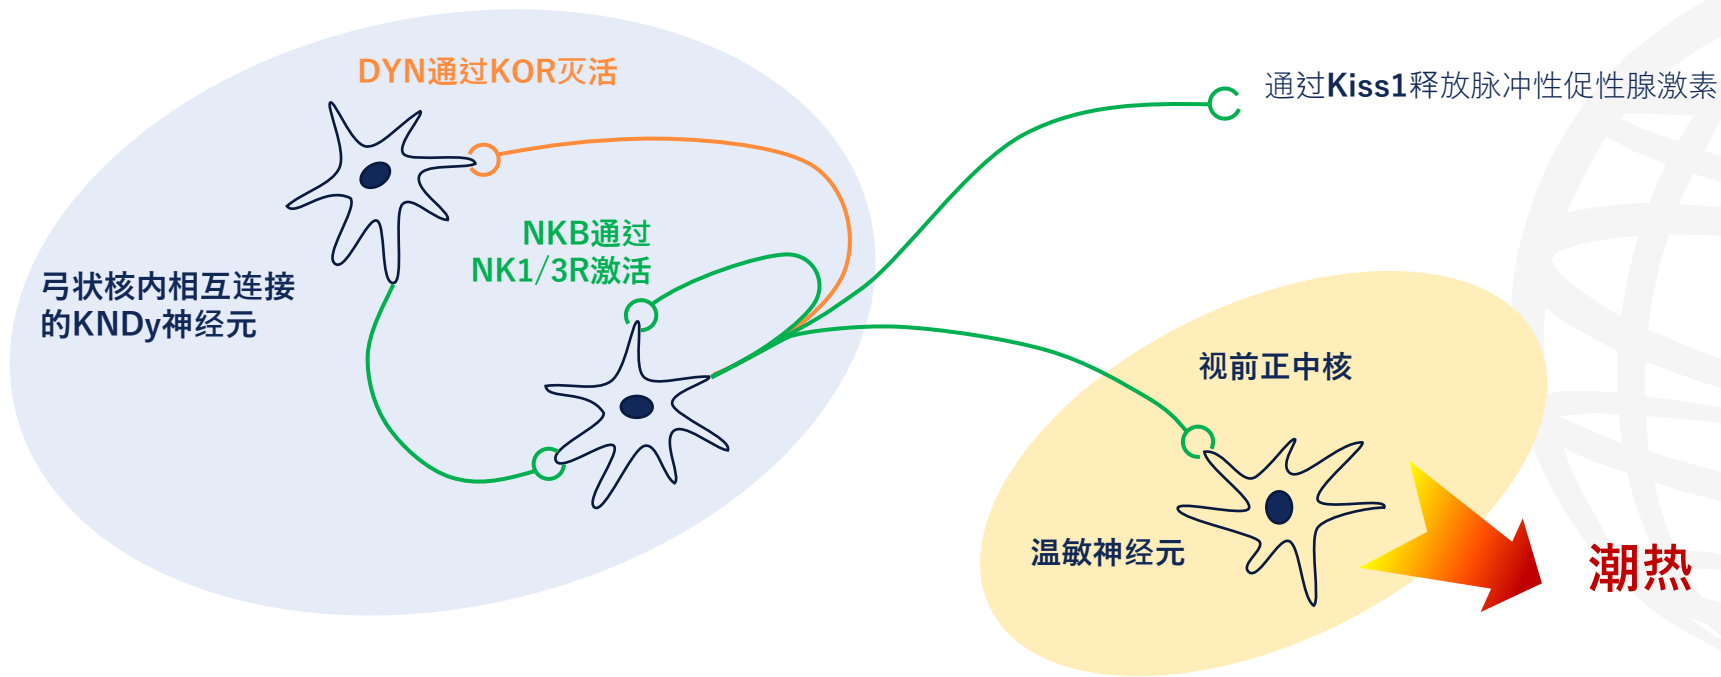 DYN通过KOR灭活
通过Kiss1释放脉冲性促性腺激素
NKB通过
NK1/3R激活
弓状核内相互连接
的KNDy神经元
视前正中核
温敏神经元
潮热